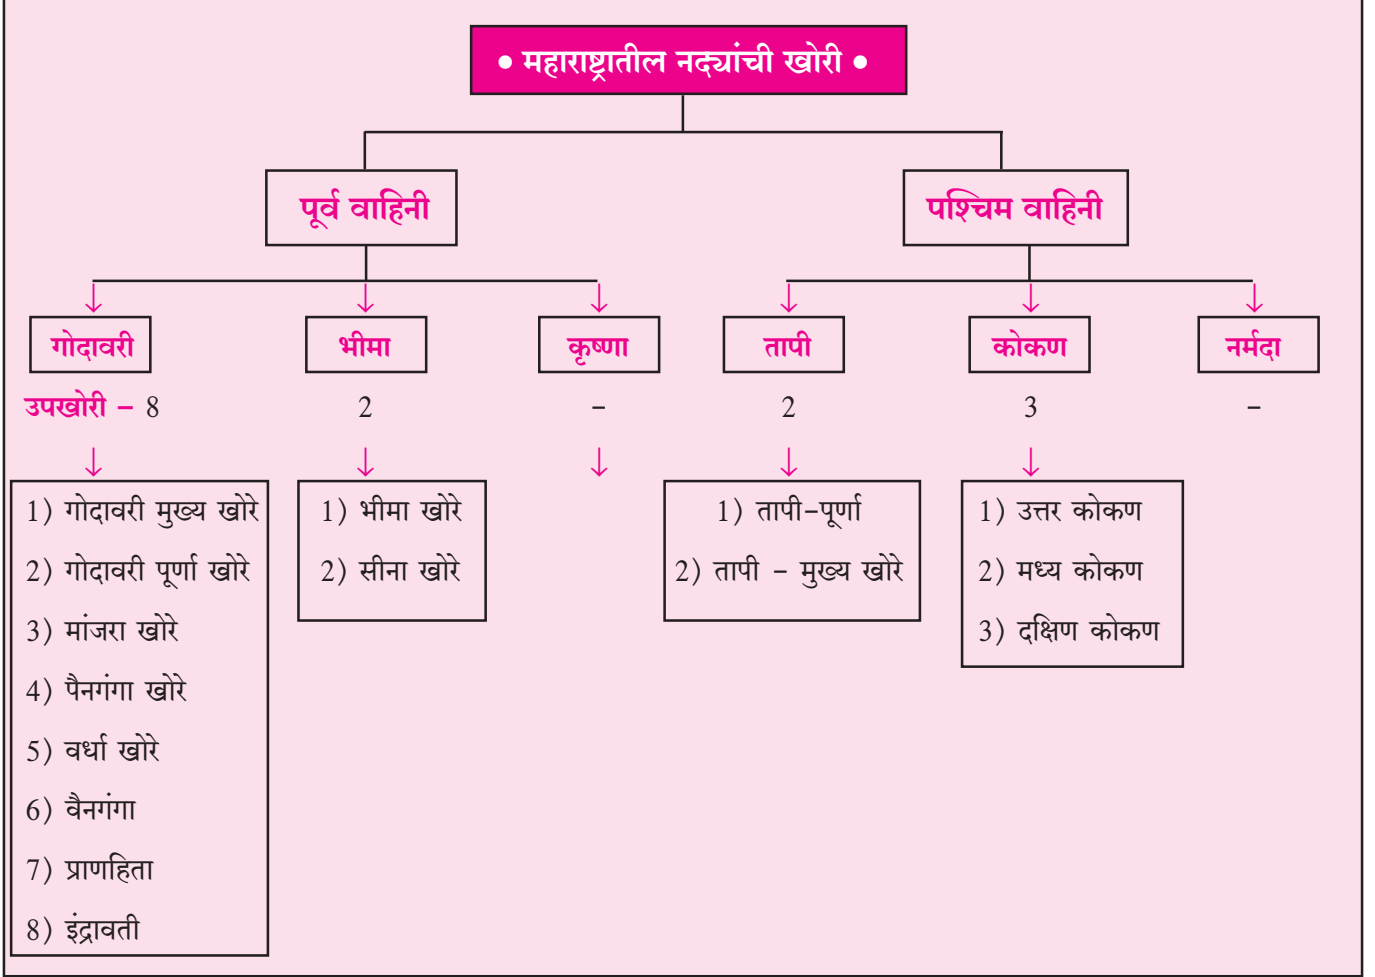 • महाराष्ट्रातील नद्यांची खोरी •
पूर्व वाहिनी
पश्चिम वाहिनी
गोदावरी
भीमा
कृष्णा
तापी
कोकण
नर्मदा
उपखोरी – 8
2
–
2
3
–
1) गोदावरी मुख्य खोरे
2) गोदावरी पूर्णा खोरे
3) मांजरा खोरे
4) पैनगंगा खोरे
5) वर्धा खोरे
6) वैनगंगा
7) प्राणहिता
8) इंद्रावती
1) भीमा खोरे
2) सीना खोरे
1) तापी-पूर्णा
2) तापी – मुख्य खोरे
1) उत्तर कोकण
2) मध्य कोकण
3) दक्षिण कोकण